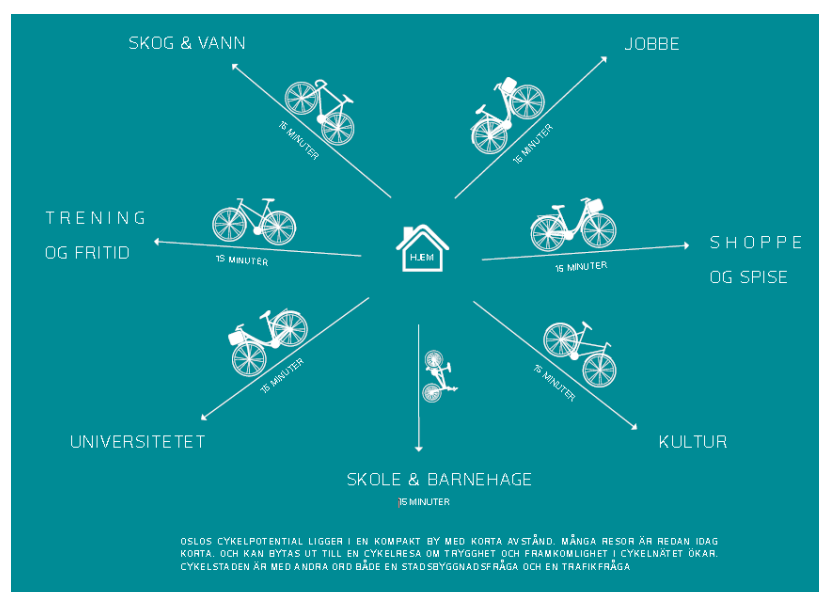 SKOG & VANN
JOBBE
15 MINUTER
15 MINUTER
TRENING
OG FRITID
15 MINUTER
HJEM
15 MINUTER
SHOPPE
OG SPISE
15 MINUTER
15 MINUTER
UNIVERSITETET
KULTUR
SKOLE & BARNEHAGE
15 MINUTER
OSLOS CYKELPOTENTIAL LIGGER I EN KOMPAKT BY MED KORTA AVSTÅND. MÅNGA RESOR ÄR REDAN IDAG
KORTA. OCH KAN BYTAS UT TILL EN CYKELRESA OM TRYGGHET OCH FRAMKOMLIGHET I CYKELNÄTET ÖKAR.
CYKELSTADEN ÄR MED ANDRA ORD BÅDE EN STADSBYGGNADSFRÅGA OCH EN TRAFIKFRÅGA